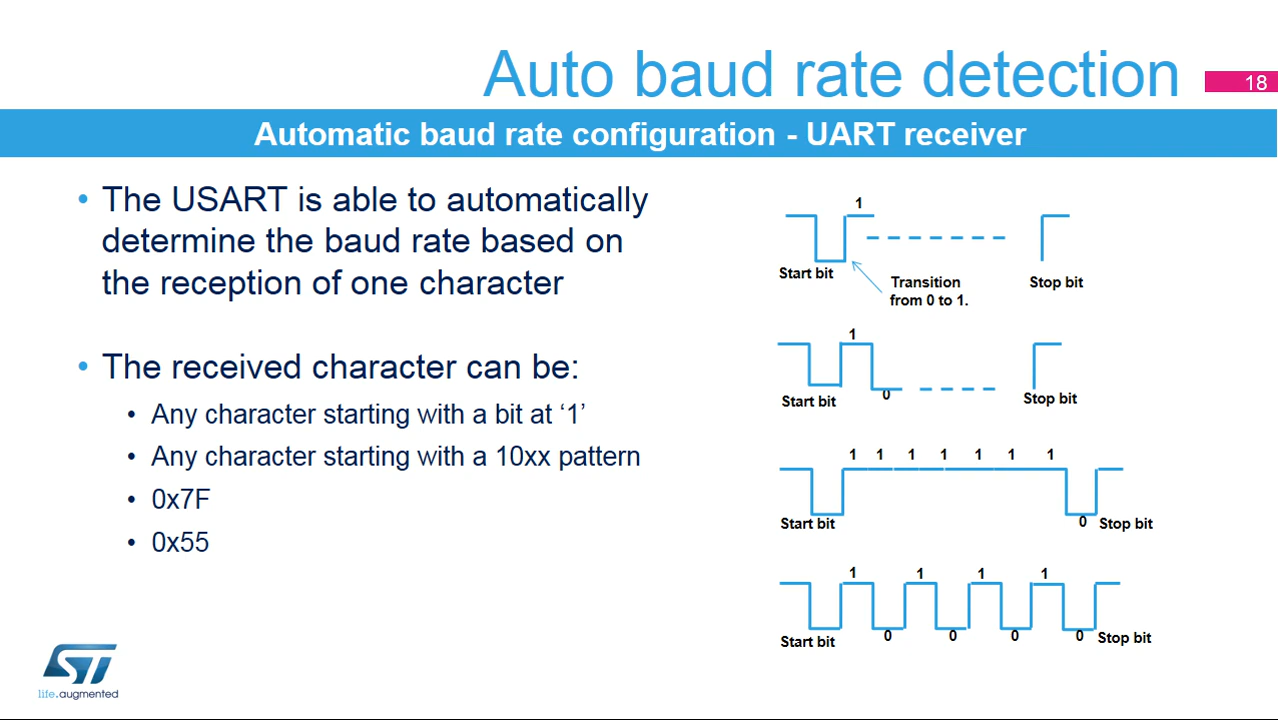 Auto baud rate detection
18
Automatic baud rate configuration - UART receiver
• The USART is able to automatically
determine the baud rate based on
the reception of one character
• The received character can be:
• Any character starting with a bit at ‘1’
• Any character starting with a 10xx pattern
• 0x7F
• 0x55
1
Start bit
Transition
from 0 to 1.
Stop bit
1
Start bit
0
Stop bit
1 1 1 1 1 1 1
Start bit
0 Stop bit
1 1 1 1
Start bit
0 0 0 0 Stop bit
ST
life.augmented